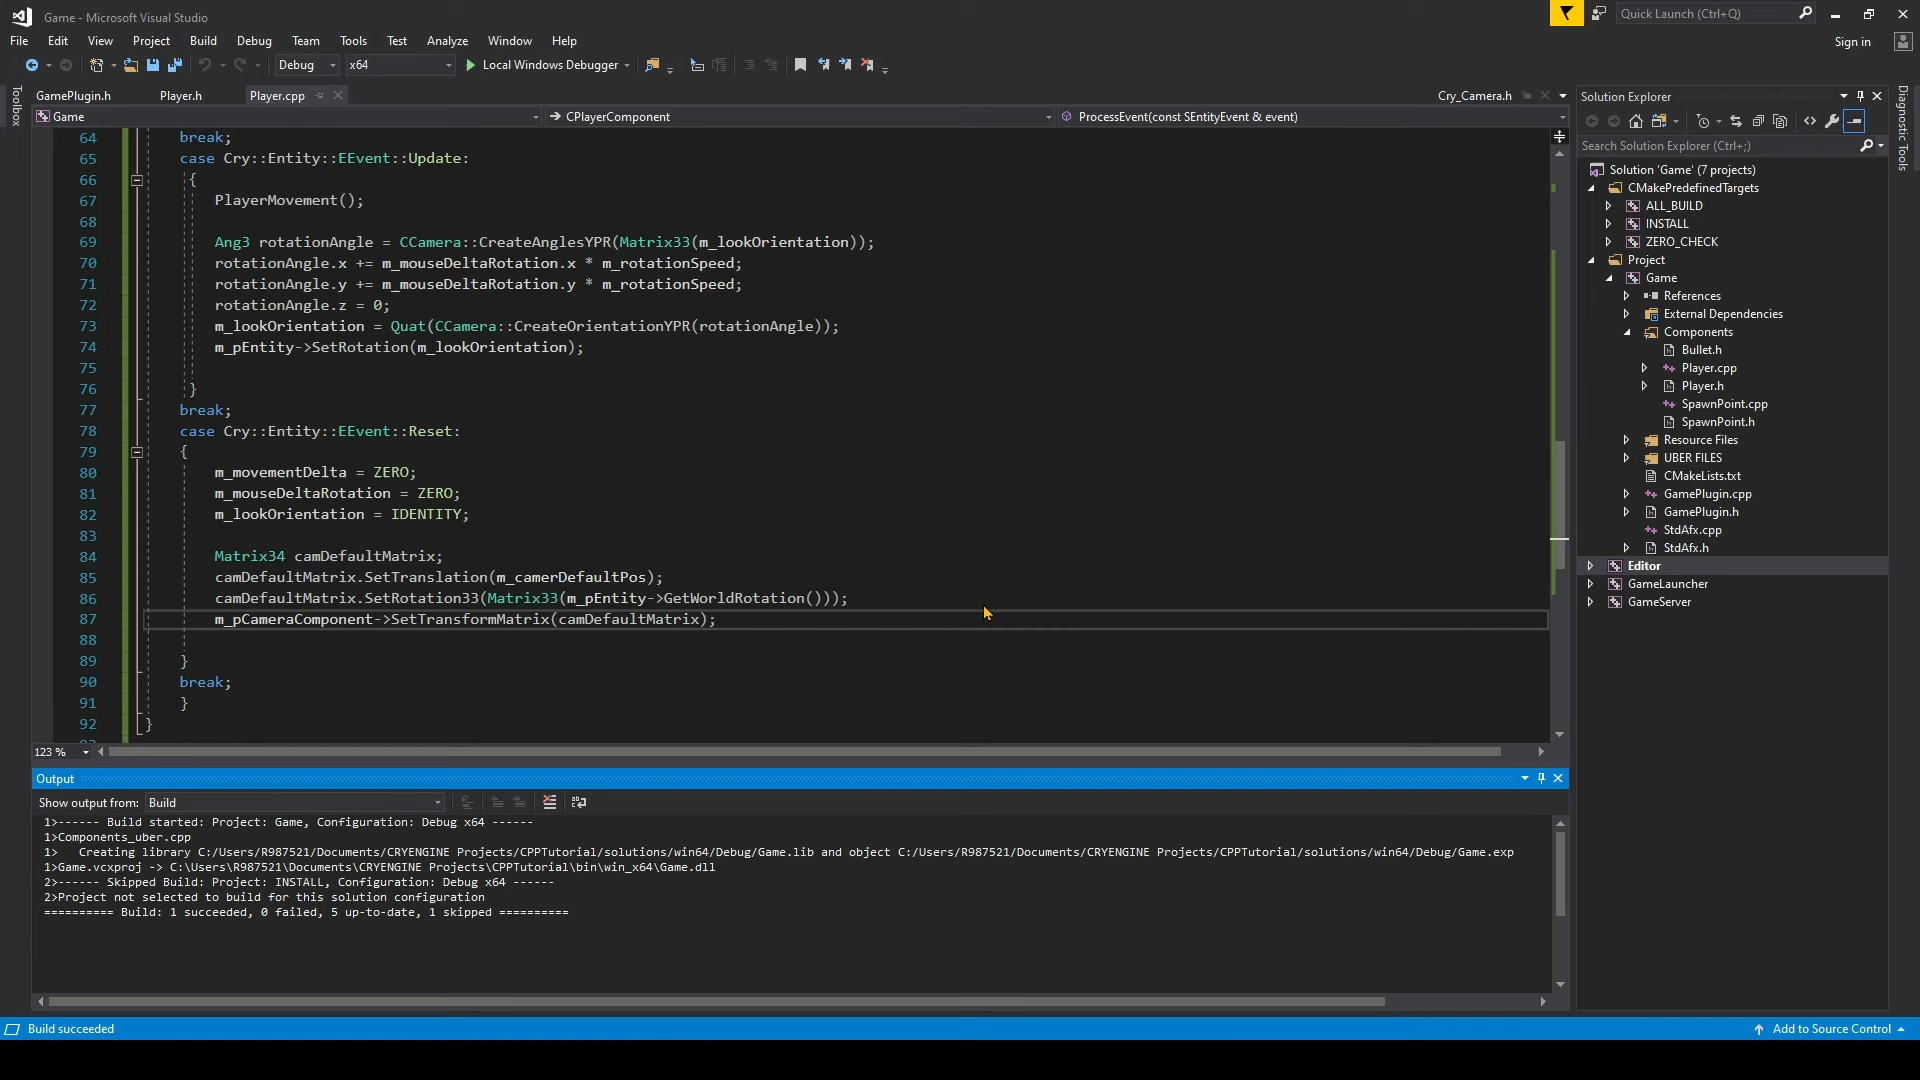 Game - Microsoft Visual Studio
Quick Launch (Ctrl+Q)
File Edit View Project Build Debug Team Tools Test Analyze Window Help
Sign in
Debug x64 Local Windows Debugger
Toolbox
GamePlugin.h Player.h Player.cpp Cry_Camera.h
Game CPlayerComponent ProcessEvent(const SEntityEvent & event)
64 break;
65 case Cry::Entity::EEvent::Update:
66 {
67 PlayerMovement();
68
69 Ang3 rotationAngle = CCamera::CreateAnglesYPR(Matrix33(m_lookOrientation));
70 rotationAngle.x += m_mouseDeltaRotation.x * m_rotationSpeed;
71 rotationAngle.y += m_mouseDeltaRotation.y * m_rotationSpeed;
72 rotationAngle.z = 0;
73 m_lookOrientation = Quat(CCamera::CreateOrientationYPR(rotationAngle));
74 m_pEntity->SetRotation(m_lookOrientation);
75
76 }
77 break;
78 case Cry::Entity::EEvent::Reset:
79 {
80 m_movementDelta = ZERO;
81 m_mouseDeltaRotation = ZERO;
82 m_lookOrientation = IDENTITY;
83
84 Matrix34 camDefaultMatrix;
85 camDefaultMatrix.SetTranslation(m_camerDefaultPos);
86 camDefaultMatrix.SetRotation33(Matrix33(m_pEntity->GetWorldRotation()));
87 m_pCameraComponent->SetTransformMatrix(camDefaultMatrix);
88
89 }
90 break;
91 }
92 }
123 %
Output
Show output from: Build
1>------ Build started: Project: Game, Configuration: Debug x64 ------
1>Components_uber.cpp
1> Creating library C:/Users/R987521/Documents/CRYENGINE Projects/CPPTutorial/solutions/win64/Debug/Game.lib and object C:/Users/R987521/Documents/CRYENGINE Projects/CPPTutorial/solutions/win64/Debug/Game.exp
1>Game.vcxproj -> C:\Users\R987521\Documents\CRYENGINE Projects\CPPTutorial\bin\win_x64\Game.dll
2>------ Skipped Build: Project: INSTALL, Configuration: Debug x64 ------
2>Project not selected to build for this solution configuration
========== Build: 1 succeeded, 0 failed, 5 up-to-date, 1 skipped ==========
Solution Explorer
Search Solution Explorer (Ctrl+;)
Solution 'Game' (7 projects)
CMakePredefinedTargets
ALL_BUILD
INSTALL
ZERO_CHECK
Project
Game
References
External Dependencies
Components
Bullet.h
Player.cpp
Player.h
SpawnPoint.cpp
SpawnPoint.h
Resource Files
UBER FILES
CMakeLists.txt
GamePlugin.cpp
GamePlugin.h
StdAfx.cpp
StdAfx.h
Editor
GameLauncher
GameServer
Diagnostic Tools
Build succeeded
Add to Source Control